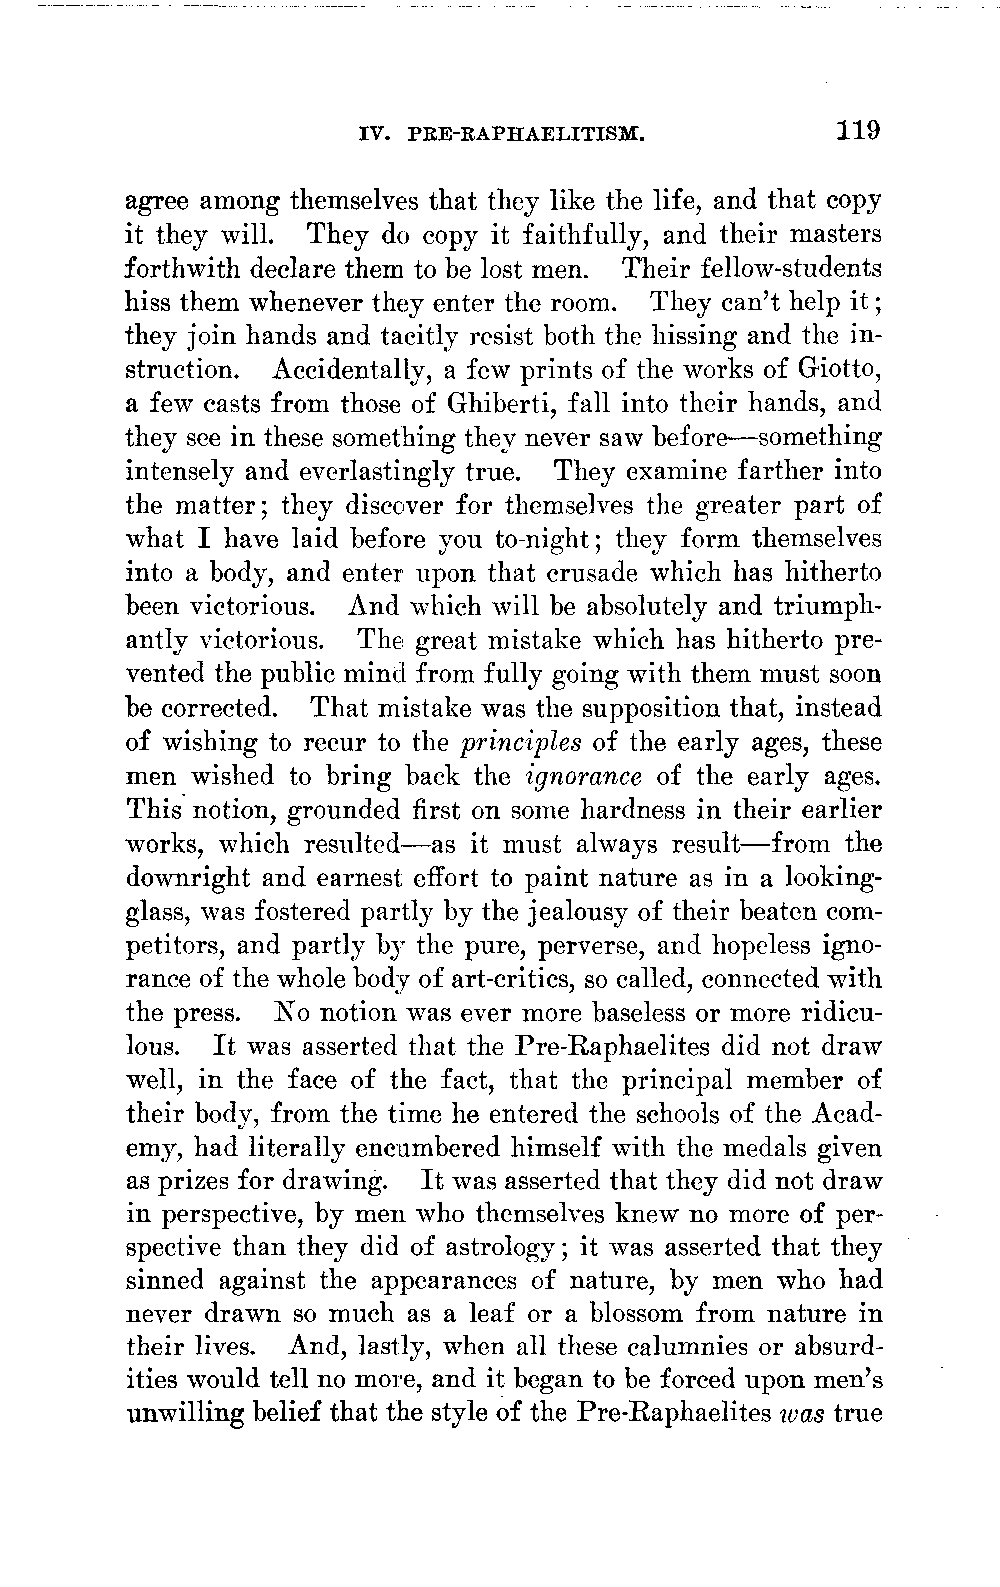 IV. PRE-RAPHAELITISM. 119
agree among themselves that they like the life, and that copy
it they will. They do copy it faithfully, and their masters
forthwith declare them to be lost men. Their fellow-students
hiss them whenever they enter the room. They can't help it;
they join hands and tacitly resist both the hissing and the in-
struction. Accidentally, a few prints of the works of Giotto,
a few casts from those of Ghiberti, fall into their hands, and
they see in these something they never saw before—something
intensely and everlastingly true. They examine farther into
the matter; they discover for themselves the greater part of
what I have laid before you to-night; they form themselves
into a body, and enter upon that crusade which has hitherto
been victorious. And which will be absolutely and triumph-
antly victorious. The great mistake which has hitherto pre-
vented the public mind from fully going with them must soon
be corrected. That mistake was the supposition that, instead
of wishing to recur to the principles of the early ages, these
men wished to bring back the ignorance of the early ages.
This notion, grounded first on some hardness in their earlier
works, which resulted—as it must always result—from the
downright and earnest effort to paint nature as in a looking-
glass, was fostered partly by the jealousy of their beaten com-
petitors, and partly by the pure, perverse, and hopeless igno-
rance of the whole body of art-critics, so called, connected with
the press. No notion was ever more baseless or more ridicu-
lous. It was asserted that the Pre-Raphaelites did not draw
well, in the face of the fact, that the principal member of
their body, from the time he entered the schools of the Acad-
emy, had literally encumbered himself with the medals given
as prizes for drawing. It was asserted that they did not draw
in perspective, by men who themselves knew no more of per-
spective than they did of astrology; it was asserted that they
sinned against the appearances of nature, by men who had
never drawn so much as a leaf or a blossom from nature in
their lives. And, lastly, when all these calumnies or absurd-
ities would tell no more, and it began to be forced upon men's
unwilling belief that the style of the Pre-Raphaelites was true